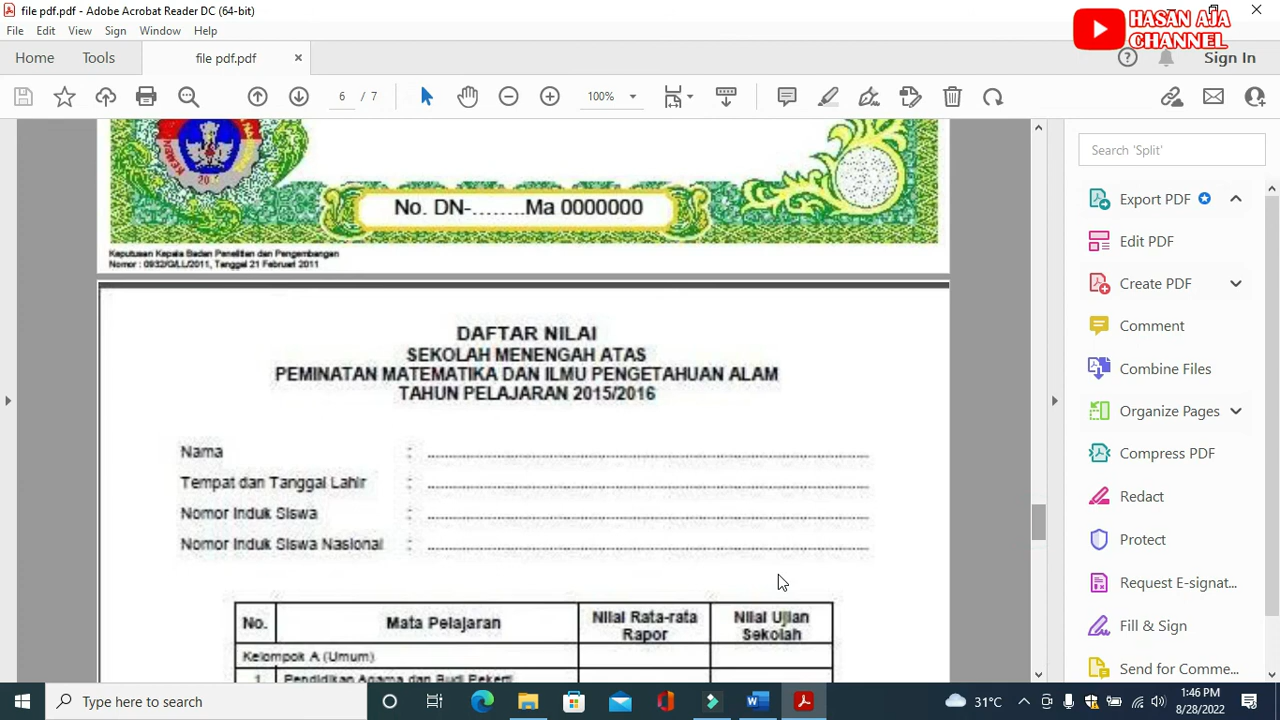 file pdf.pdf - Adobe Acrobat Reader DC (64-bit)
HASAN AJA
CHANNEL
File Edit View Sign Window Help
Home Tools file pdf.pdf × Sign In
6 / 7 100%
Search 'Split'
Export PDF
Edit PDF
Create PDF
Comment
Combine Files
Organize Pages
Compress PDF
Redact
Protect
Request E-signat...
Fill & Sign
Send for Comme...
No. DN-........Ma 0000000
Keputusan Kepala Badan Penelitian dan Pengembangan
Nomor : 0932/G/LL/2011, Tanggal 21 Februari 2011
DAFTAR NILAI
SEKOLAH MENENGAH ATAS
PEMINATAN MATEMATIKA DAN ILMU PENGETAHUAN ALAM
TAHUN PELAJARAN 2015/2016
Nama :
Tempat dan Tanggal Lahir :
Nomor Induk Siswa :
Nomor Induk Siswa Nasional :
No. Mata Pelajaran Nilai Rata-rata Rapor Nilai Ujian Sekolah
Kelompok A (Umum)
1 Pendidikan Agama dan Budi Pekerti
Type here to search
31°C
1:46 PM
8/28/2022